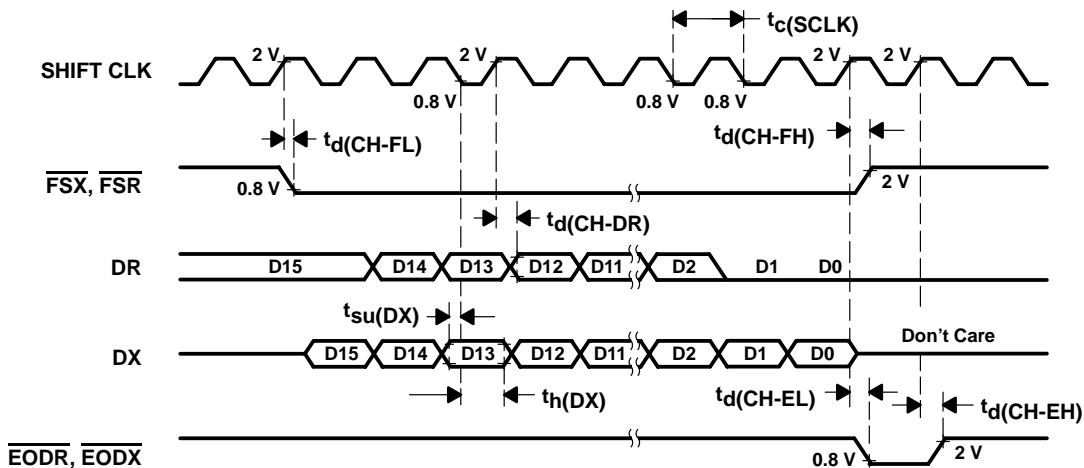 tc(SCLK)
2 V 2 V 2 V 2 V
SHIFT CLK
0.8 V 0.8 V 0.8 V
td(CH-FL) td(CH-FH)
FSX, FSR
0.8 V 2 V
td(CH-DR)
DR D15 D14 D13 D12 D11 D2 D1 D0
tsu(DX)
Don't Care
DX D15 D14 D13 D12 D11 D2 D1 D0
th(DX) td(CH-EL) td(CH-EH)
EODR, EODX
0.8 V 2 V